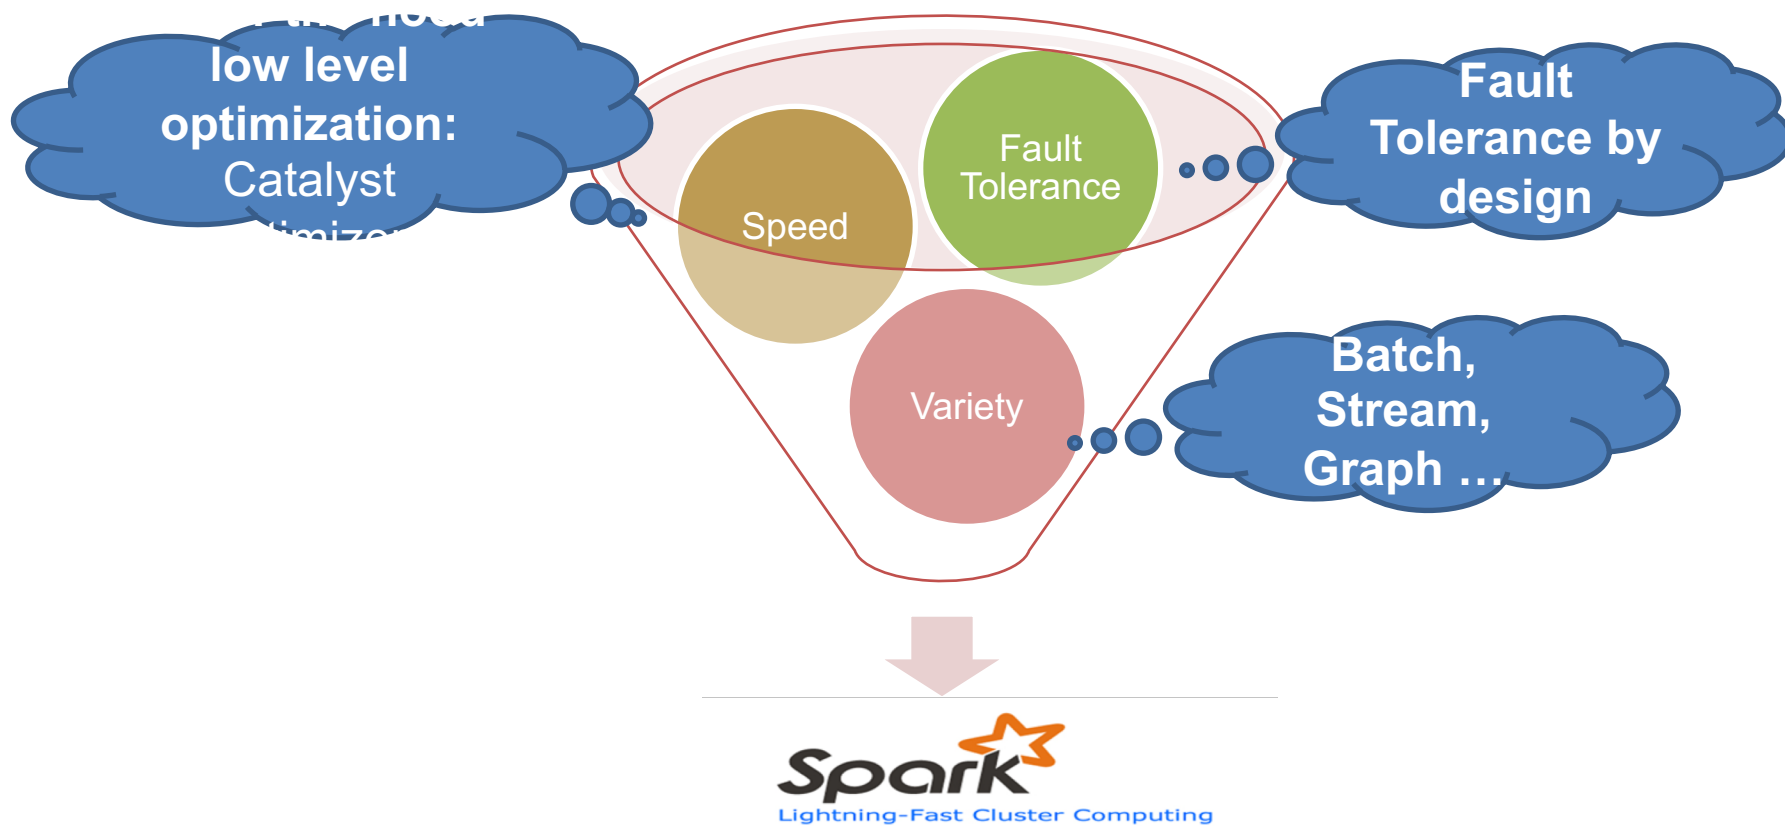 hood
low level
optimization:
Catalyst
Speed
Fault
Tolerance
Fault
Tolerance by
design
Variety
Batch,
Stream,
Graph …
Spark
Lightning-Fast Cluster Computing